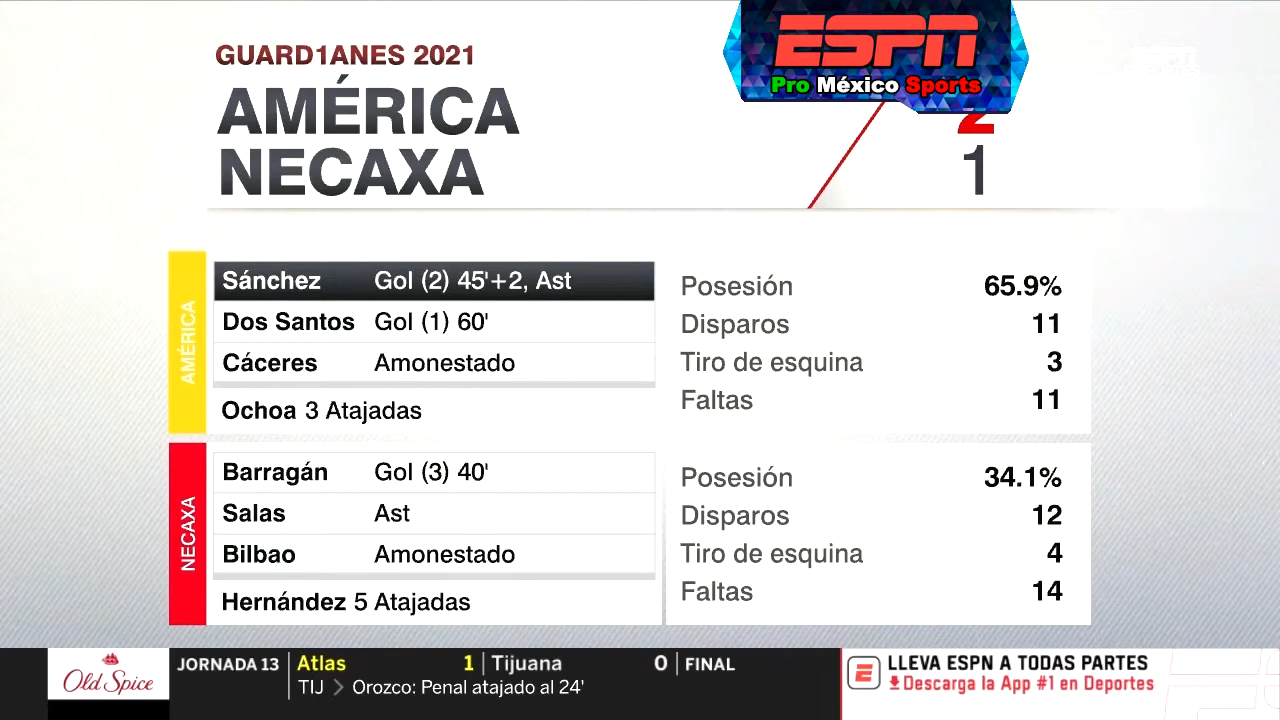 GUARD1ANES 2021
ESPN
Pro México Sports
AMÉRICA 2
NECAXA 1
AMÉRICA
Sánchez Gol (2) 45'+2, Ast
Dos Santos Gol (1) 60'
Cáceres Amonestado
Ochoa 3 Atajadas
Posesión 65.9%
Disparos 11
Tiro de esquina 3
Faltas 11
NECAXA
Barragán Gol (3) 40'
Salas Ast
Bilbao Amonestado
Hernández 5 Atajadas
Posesión 34.1%
Disparos 12
Tiro de esquina 4
Faltas 14
Old Spice
JORNADA 13 Atlas 1 Tijuana 0 FINAL
TIJ > Orozco: Penal atajado al 24'
LLEVA ESPN A TODAS PARTES
Descarga la App #1 en Deportes